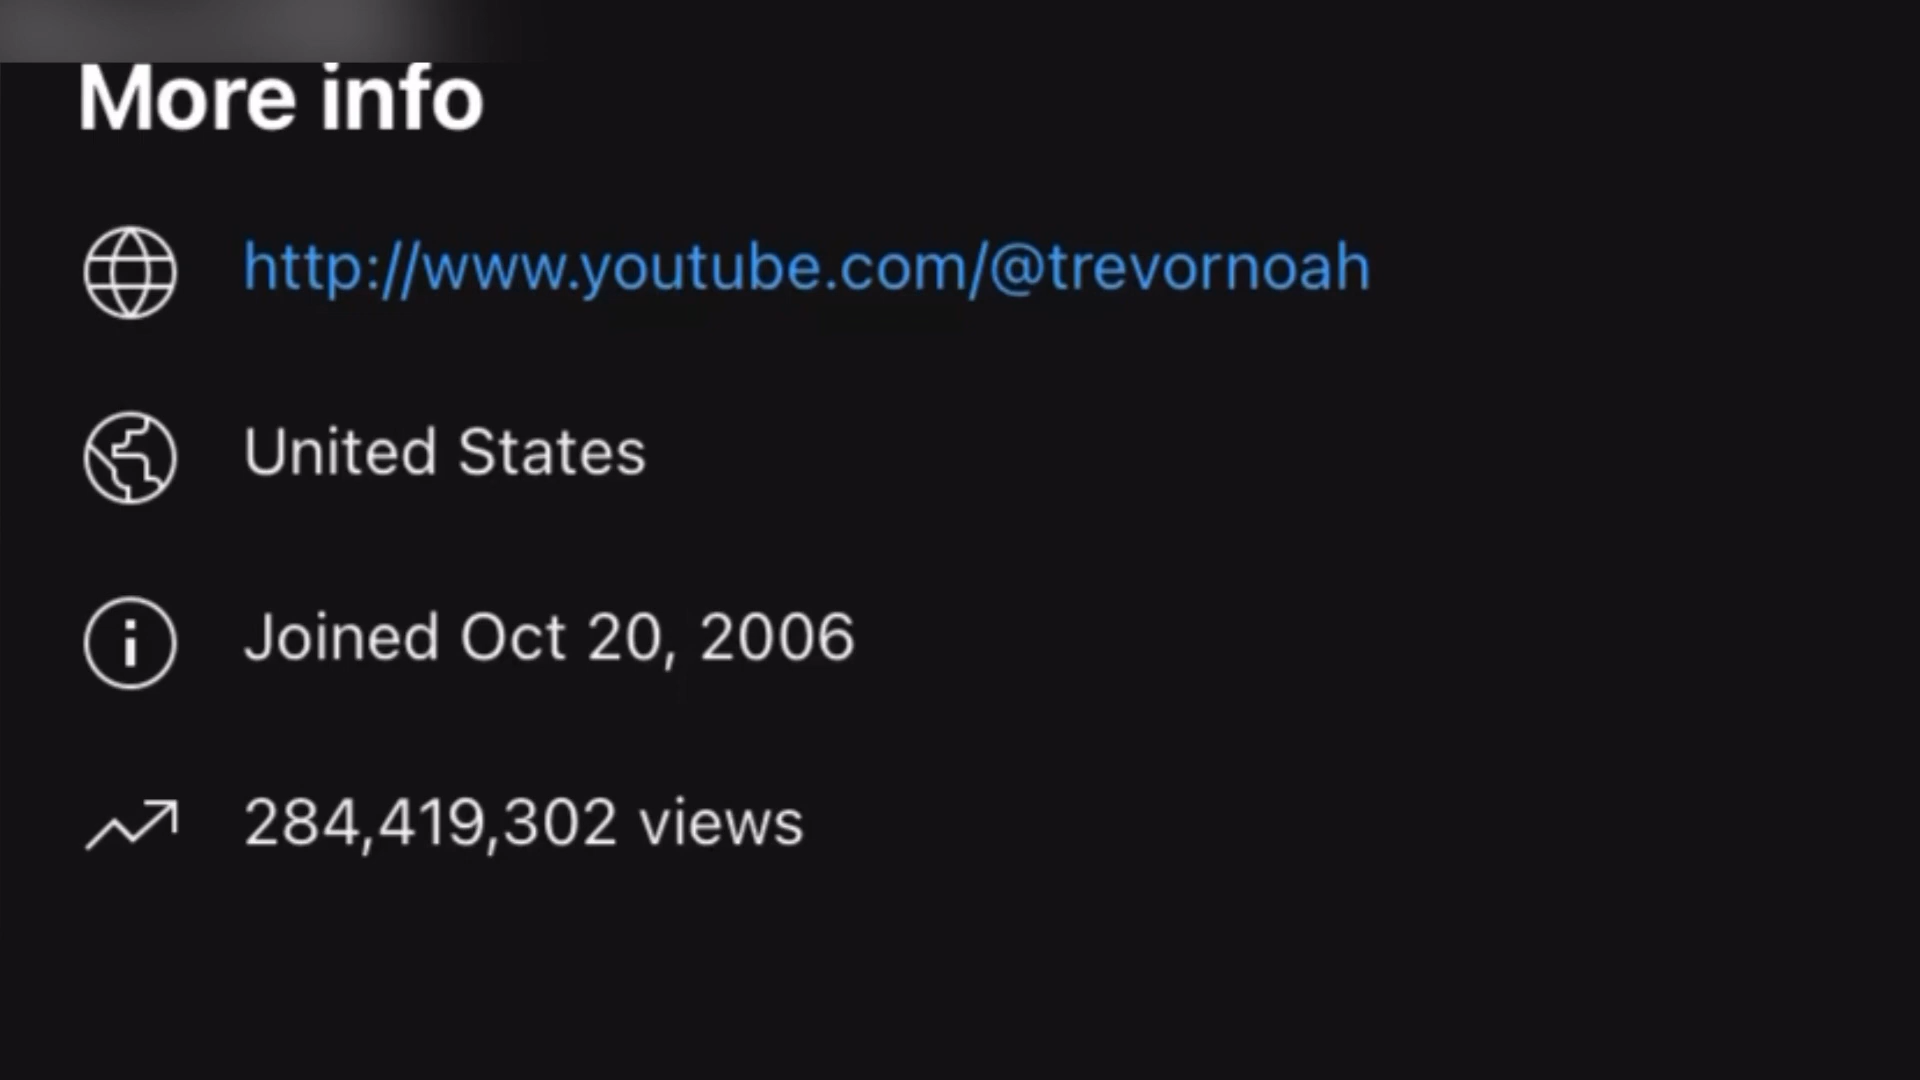 More info
http://www.youtube.com/@trevornoah
United States
Joined Oct 20, 2006
284,419,302 views